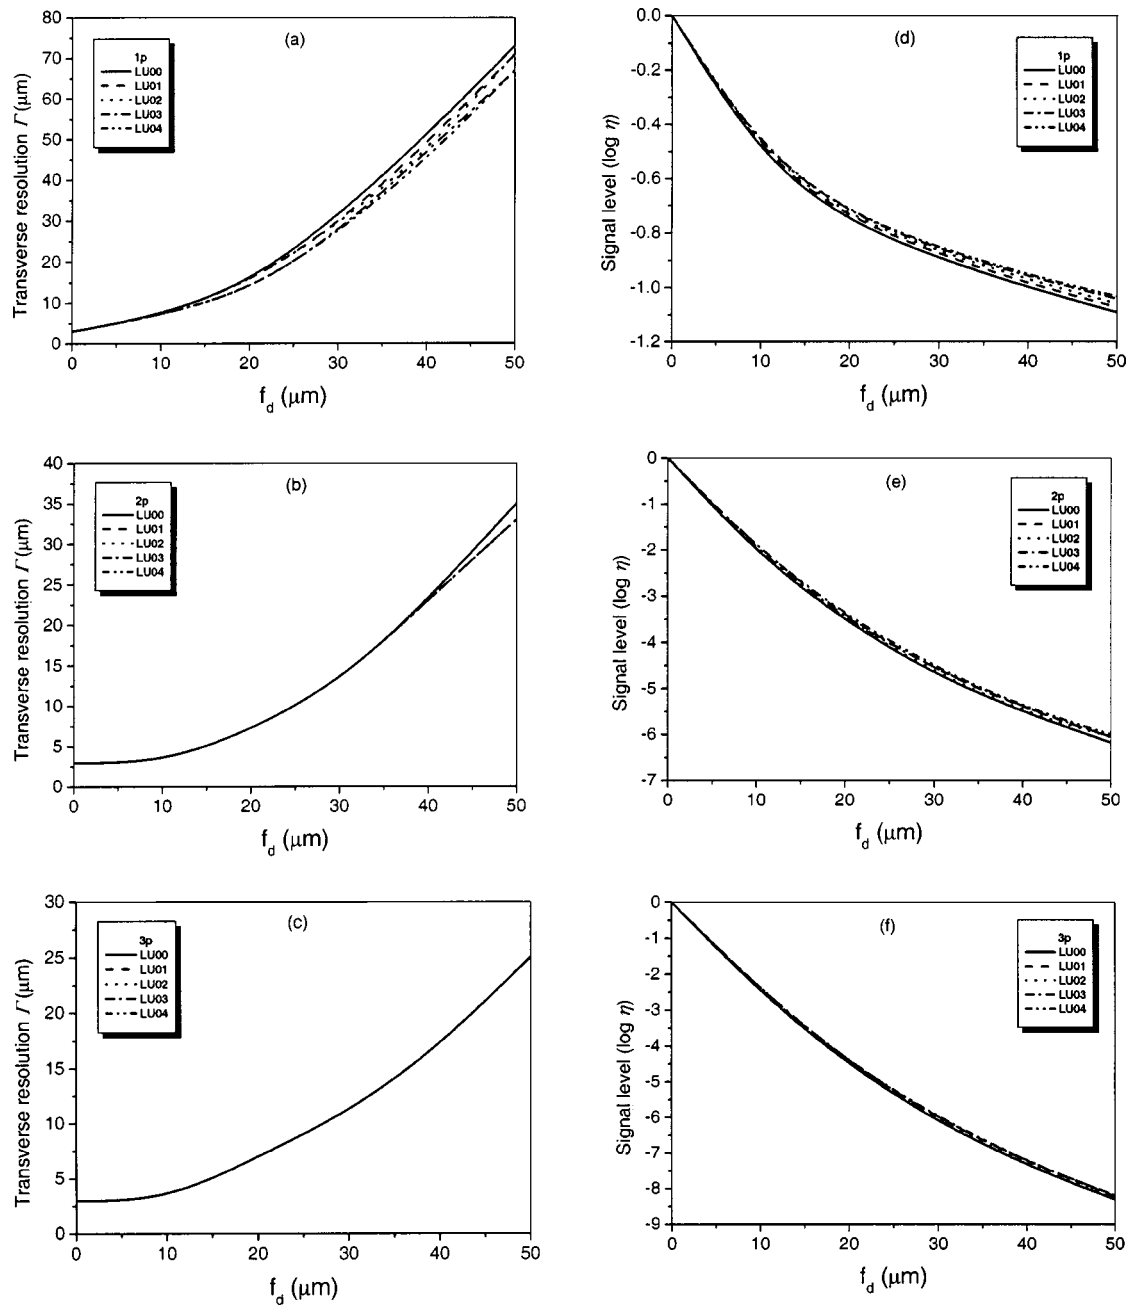 (a)
1p
LU00
LU01
LU02
LU03
LU04
Transverse resolution Γ (μm)
80
70
60
50
40
30
20
10
0
0 10 20 30 40 50
f_d (μm)
(d)
1p
LU00
LU01
LU02
LU03
LU04
Signal level (log η)
0.0
-0.2
-0.4
-0.6
-0.8
-1.0
-1.2
0 10 20 30 40 50
f_d (μm)
(b)
2p
LU00
LU01
LU02
LU03
LU04
Transverse resolution Γ (μm)
40
35
30
25
20
15
10
5
0
0 10 20 30 40 50
f_d (μm)
(e)
2p
LU00
LU01
LU02
LU03
LU04
Signal level (log η)
0
-1
-2
-3
-4
-5
-6
-7
0 10 20 30 40 50
f_d (μm)
(c)
3p
LU00
LU01
LU02
LU03
LU04
Transverse resolution Γ (μm)
30
25
20
15
10
5
0
0 10 20 30 40 50
f_d (μm)
(f)
3p
LU00
LU01
LU02
LU03
LU04
Signal level (log η)
0
-1
-2
-3
-4
-5
-6
-7
-8
-9
0 10 20 30 40 50
f_d (μm)